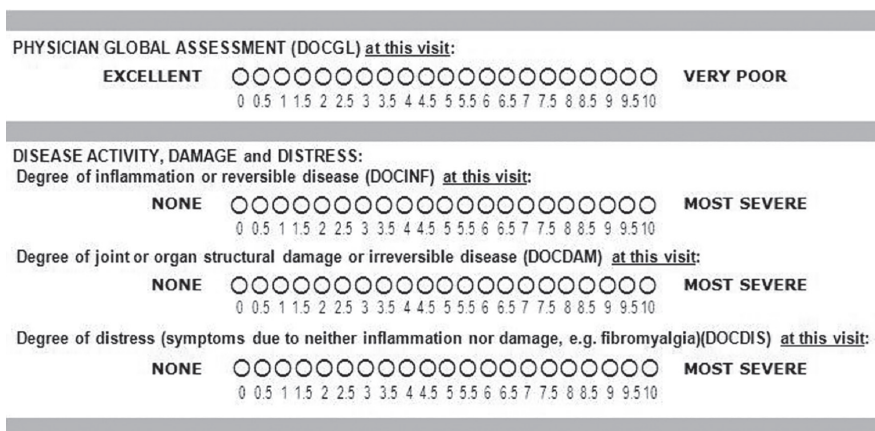 PHYSICIAN GLOBAL ASSESSMENT (DOCGL) at this visit:
EXCELLENT VERY POOR
0 0.5 1 1.5 2 2.5 3 3.5 4 4.5 5 5.5 6 6.5 7 7.5 8 8.5 9 9.5 10
DISEASE ACTIVITY, DAMAGE and DISTRESS:
Degree of inflammation or reversible disease (DOCINF) at this visit:
NONE MOST SEVERE
0 0.5 1 1.5 2 2.5 3 3.5 4 4.5 5 5.5 6 6.5 7 7.5 8 8.5 9 9.5 10
Degree of joint or organ structural damage or irreversible disease (DOCDAM) at this visit:
NONE MOST SEVERE
0 0.5 1 1.5 2 2.5 3 3.5 4 4.5 5 5.5 6 6.5 7 7.5 8 8.5 9 9.5 10
Degree of distress (symptoms due to neither inflammation nor damage, e.g. fibromyalgia)(DOCDIS) at this visit:
NONE MOST SEVERE
0 0.5 1 1.5 2 2.5 3 3.5 4 4.5 5 5.5 6 6.5 7 7.5 8 8.5 9 9.5 10